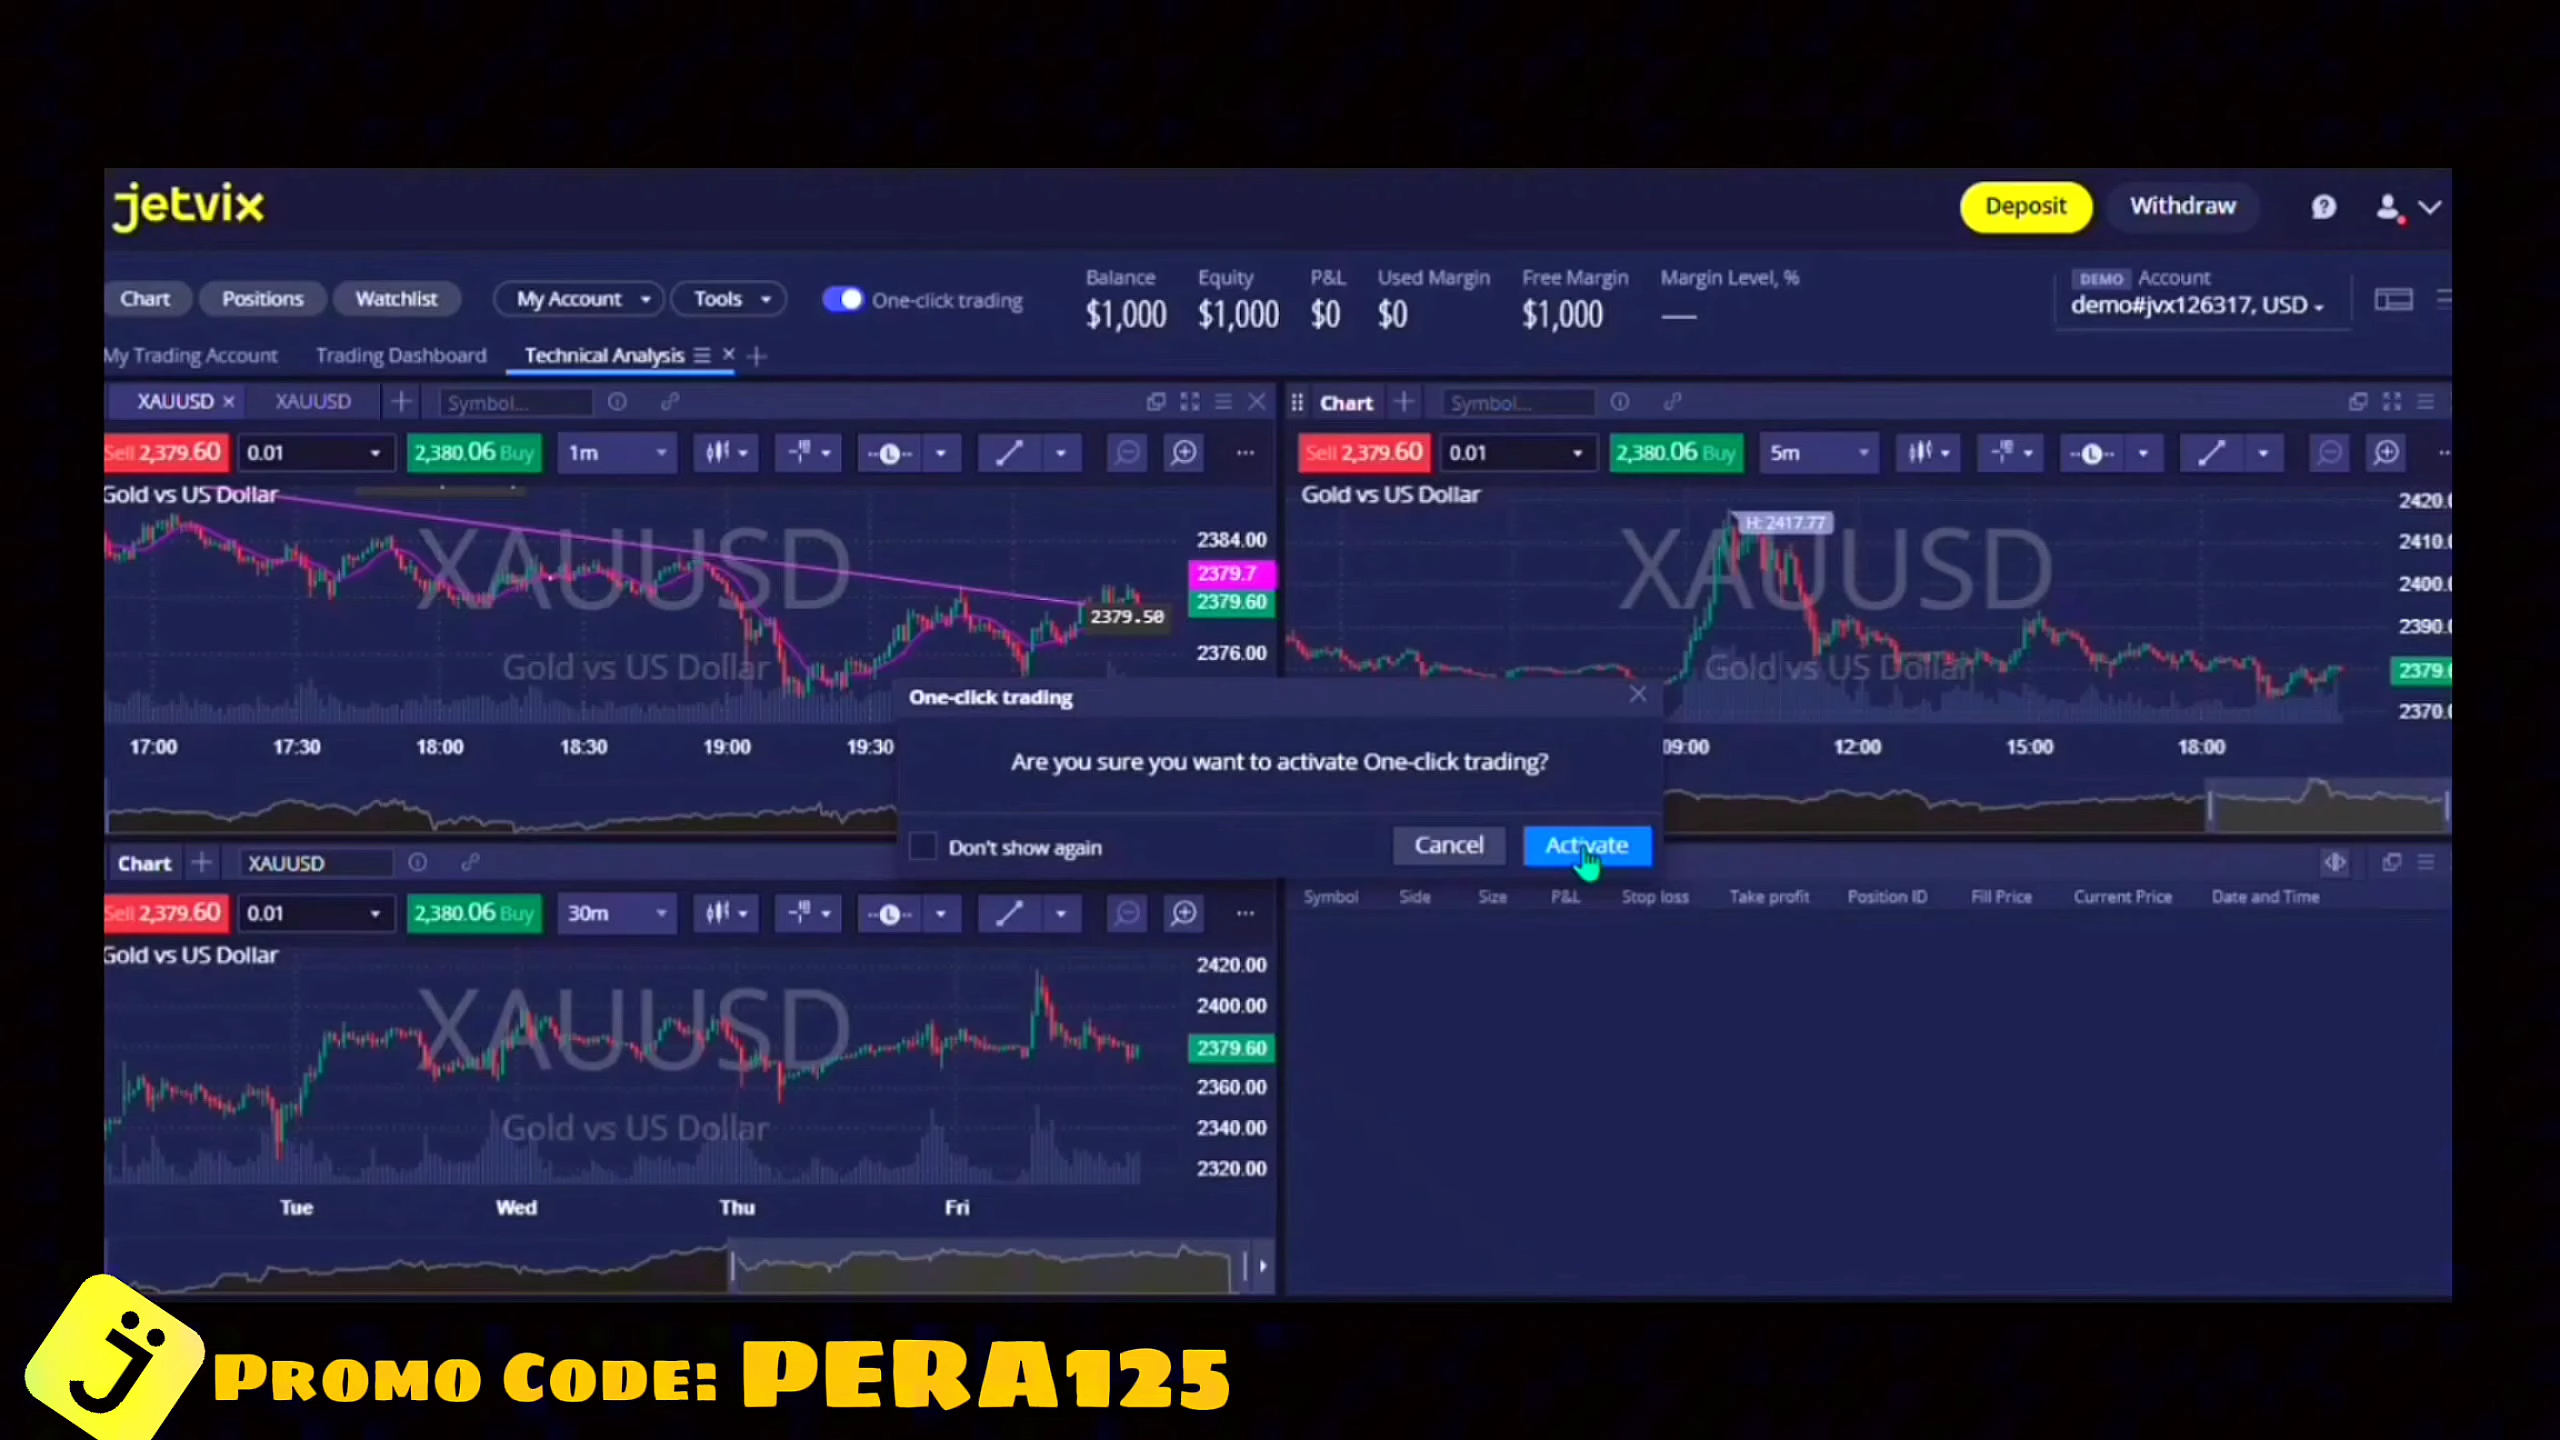 jetvix
Deposit
Withdraw
Chart
Positions
Watchlist
My Account
Tools
One-click trading
Balance
$1,000
Equity
$1,000
P&L
$0
Used Margin
$0
Free Margin
$1,000
Margin Level, %
—
DEMO Account
demo#jvx126317, USD
My Trading Account
Trading Dashboard
Technical Analysis
XAUUSD
XAUUSD
Symbol...
Sell 2,379.60
0.01
2,380.06 Buy
1m
Gold vs US Dollar
XAUUSD
Gold vs US Dollar
2384.00
2379.7
2379.60
2379.50
2376.00
17:00
17:30
18:00
18:30
19:00
19:30
Chart
Symbol...
Sell 2,379.60
0.01
2,380.06 Buy
5m
Gold vs US Dollar
H: 2417.77
XAUUSD
Gold vs US Dollar
2420.0
2410.0
2400.0
2390.0
2379.6
2370.0
09:00
12:00
15:00
18:00
One-click trading
Are you sure you want to activate One-click trading?
Don't show again
Cancel
Activate
Chart
XAUUSD
Sell 2,379.60
0.01
2,380.06 Buy
30m
Gold vs US Dollar
XAUUSD
Gold vs US Dollar
2420.00
2400.00
2379.60
2360.00
2340.00
2320.00
Tue
Wed
Thu
Fri
Symbol
Side
Size
P&L
Stop loss
Take profit
Position ID
Fill Price
Current Price
Date and Time
Promo Code: PERA125